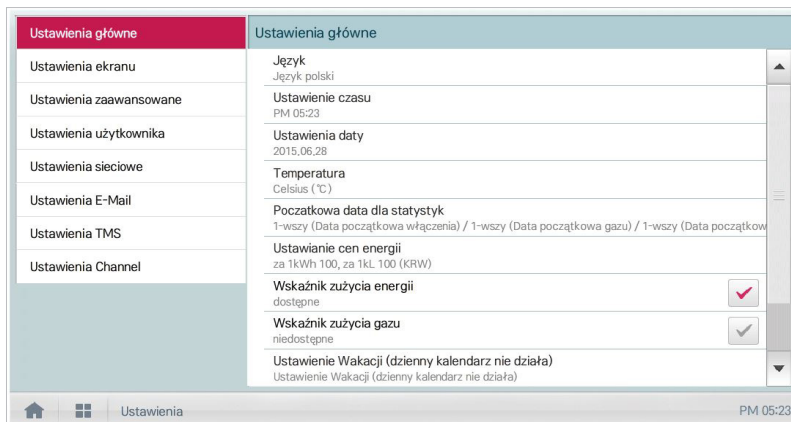 Ustawienia główne
Ustawienia ekranu
Ustawienia zaawansowane
Ustawienia użytkownika
Ustawienia sieciowe
Ustawienia E-Mail
Ustawienia TMS
Ustawienia Channel
Ustawienia główne
Język
Język polski
Ustawienie czasu
PM 05:23
Ustawienia daty
2015.06.28
Temperatura
Celsius (℃)
Poczatkowa data dla statystyk
1-wszy (Data początkowa włączenia) / 1-wszy (Data początkowa gazu) / 1-wszy (Data początkow
Ustawianie cen energii
za 1kWh 100, za 1kL 100 (KRW)
Wskaźnik zużycia energii
dostępne
Wskaźnik zużycia gazu
niedostępne
Ustawienie Wakacji (dzienny kalendarz nie działa)
Ustawienie Wakacji (dzienny kalendarz nie działa)
Ustawienia
PM 05:23